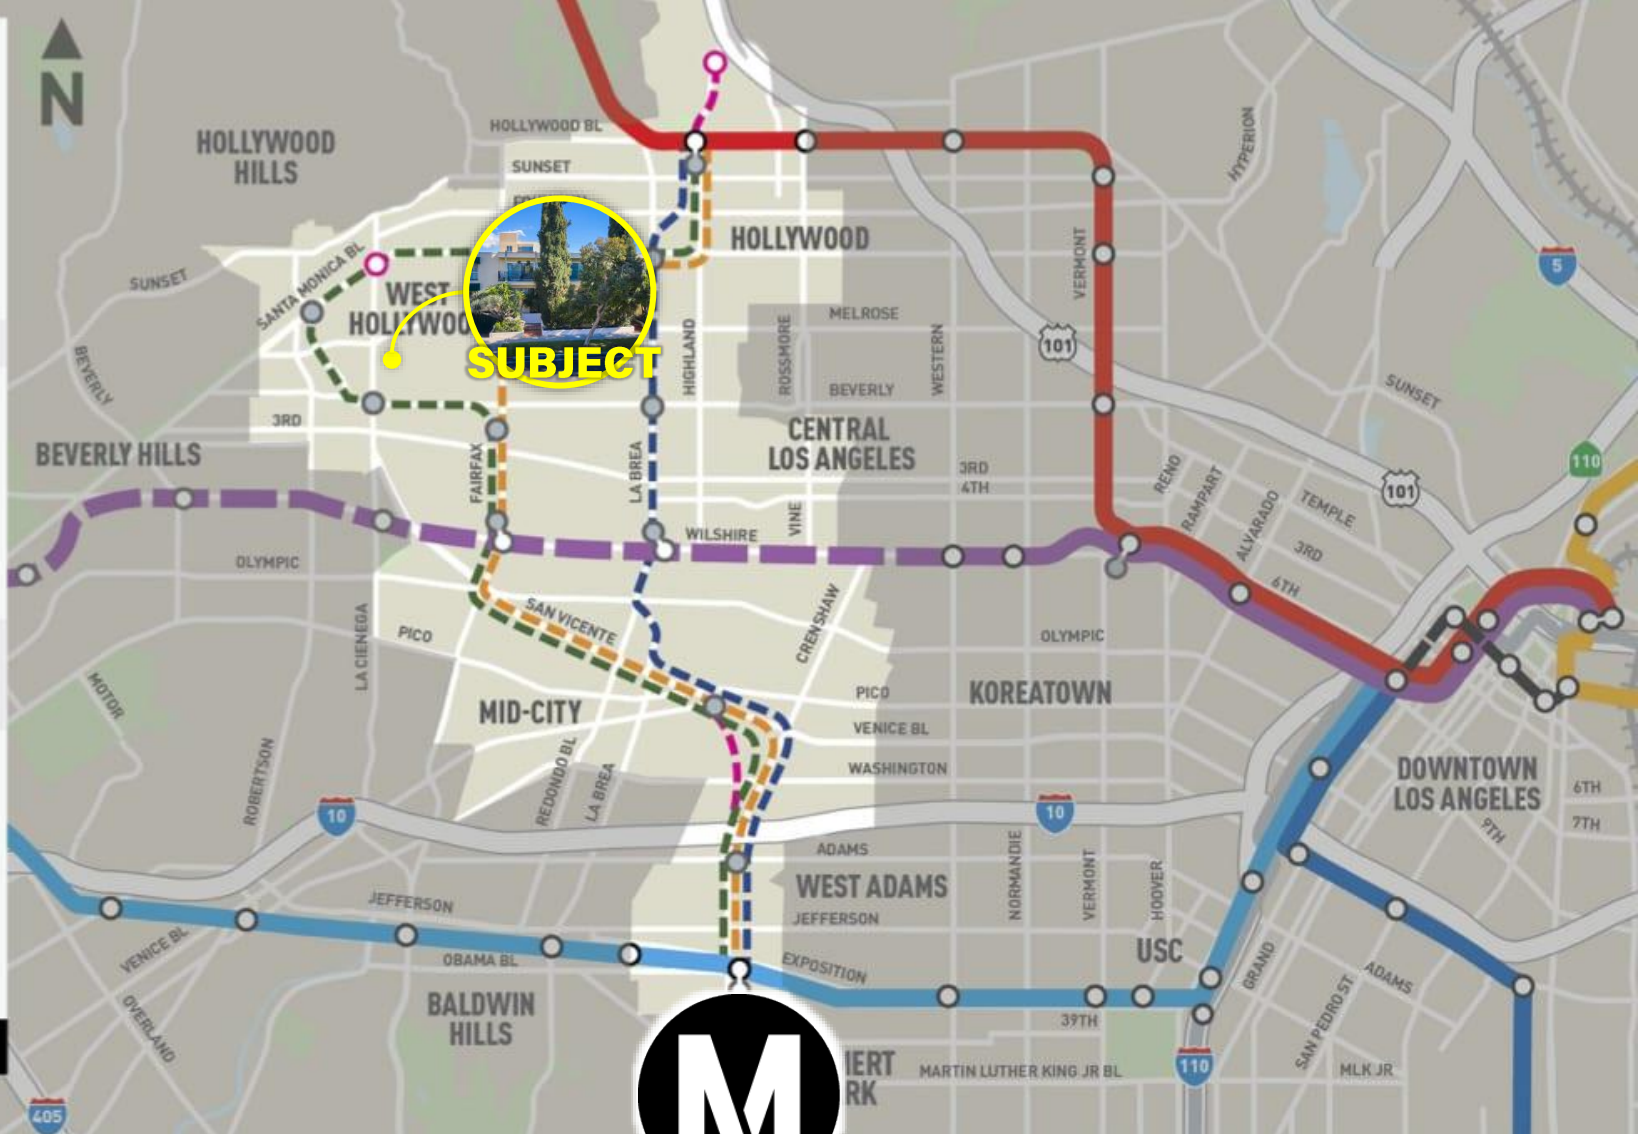 N
HOLLYWOOD
HILLS
HOLLYWOOD BL
SUNSET
HOLLYWOOD
SUNSET
SANTA MONICA BL
WEST
HOLLYWOO
SUBJECT
HIGHLAND
ROSSMORE
MELROSE
WESTERN
BEVERLY
VERMONT
HYPERION
5
101
SUNSET
BEVERLY
3RD
BEVERLY HILLS
FAIRFAX
LA BREA
CENTRAL
LOS ANGELES
3RD
4TH
VINE
WILSHIRE
RENO
RAMPART
ALVARADO
TEMPLE
3RD
6TH
101
110
OLYMPIC
LA CIENEGA
PICO
SAN VICENTE
CRENSHAW
OLYMPIC
MOTOR
MID-CITY
PICO
KOREATOWN
VENICE BL
WASHINGTON
ROBERTSON
REDONDO BL
LA BREA
10
10
DOWNTOWN
LOS ANGELES
6TH
7TH
9TH
ADAMS
WEST ADAMS
JEFFERSON
NORMANDIE
VERMONT
HOOVER
JEFFERSON
VENICE BL
OBAMA BL
EXPOSITION
USC
GRAND
ADAMS
SAN PEDRO ST
OVERLAND
BALDWIN
HILLS
39TH
M
MERT
RK
MARTIN LUTHER KING JR BL
110
MLK JR
405